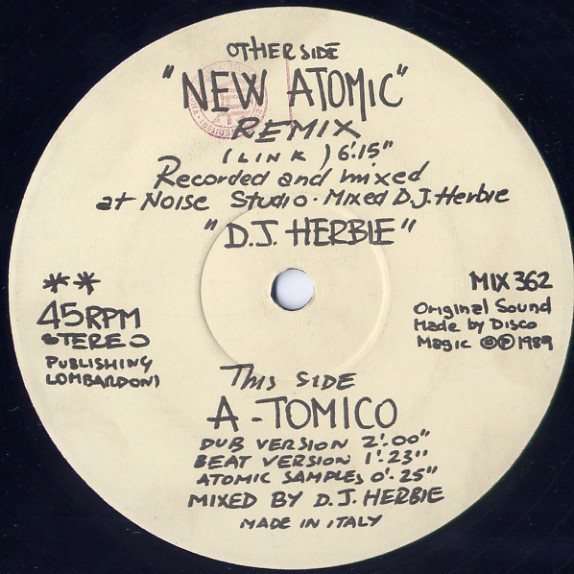 OTHER SIDE
"NEW ATOMIC"
REMIX
(LINK) 6'.15"
Recorded and mixed
at Noise Studio · Mixed D.J. Herbie
"D.J. HERBIE"
**
45RPM
STEREO
PUBLISHING
LOMBARDONI
MIX 362
Original Sound
Made by Disco
Magic ©℗ 1989
This SIDE
A-TOMICO
DUB VERSION 2'.00"
BEAT VERSION 1'.23"
ATOMIC SAMPLES 0'.25"
MIXED BY D.J. HERBIE
MADE IN ITALY